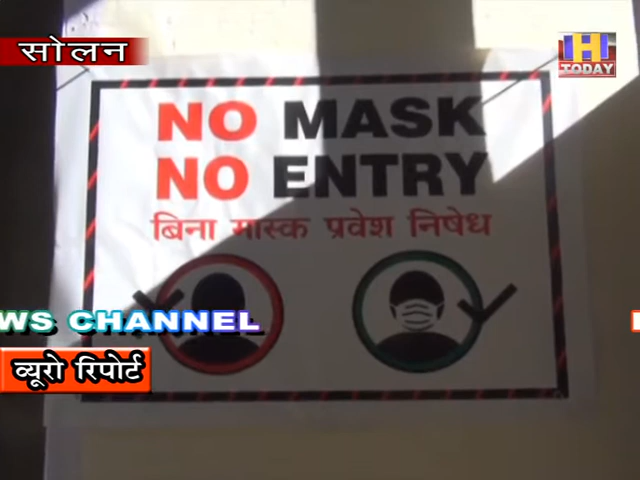 सोलन
H
TODAY
NO MASK
NO ENTRY
बिना मास्क प्रवेश निषेध
WS CHANNEL
ब्यूरो रिपोर्ट